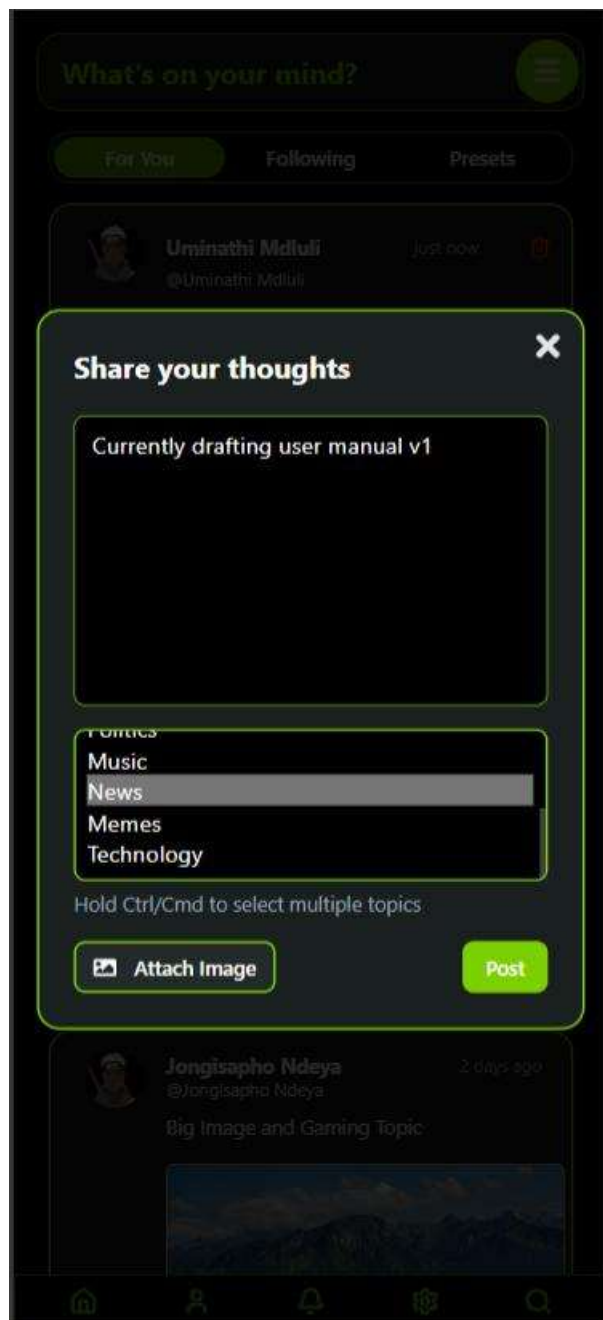 What's on your mind?
For You Following Presets
Uminathi Mdluli just now
@Uminathi Mdluli
Share your thoughts
Currently drafting user manual v1
Politics
Music
News
Memes
Technology
Hold Ctrl/Cmd to select multiple topics
Attach Image Post
Jongisapho Ndeya 2 days ago
@Jongisapho Ndeya
Big Image and Gaming Topic